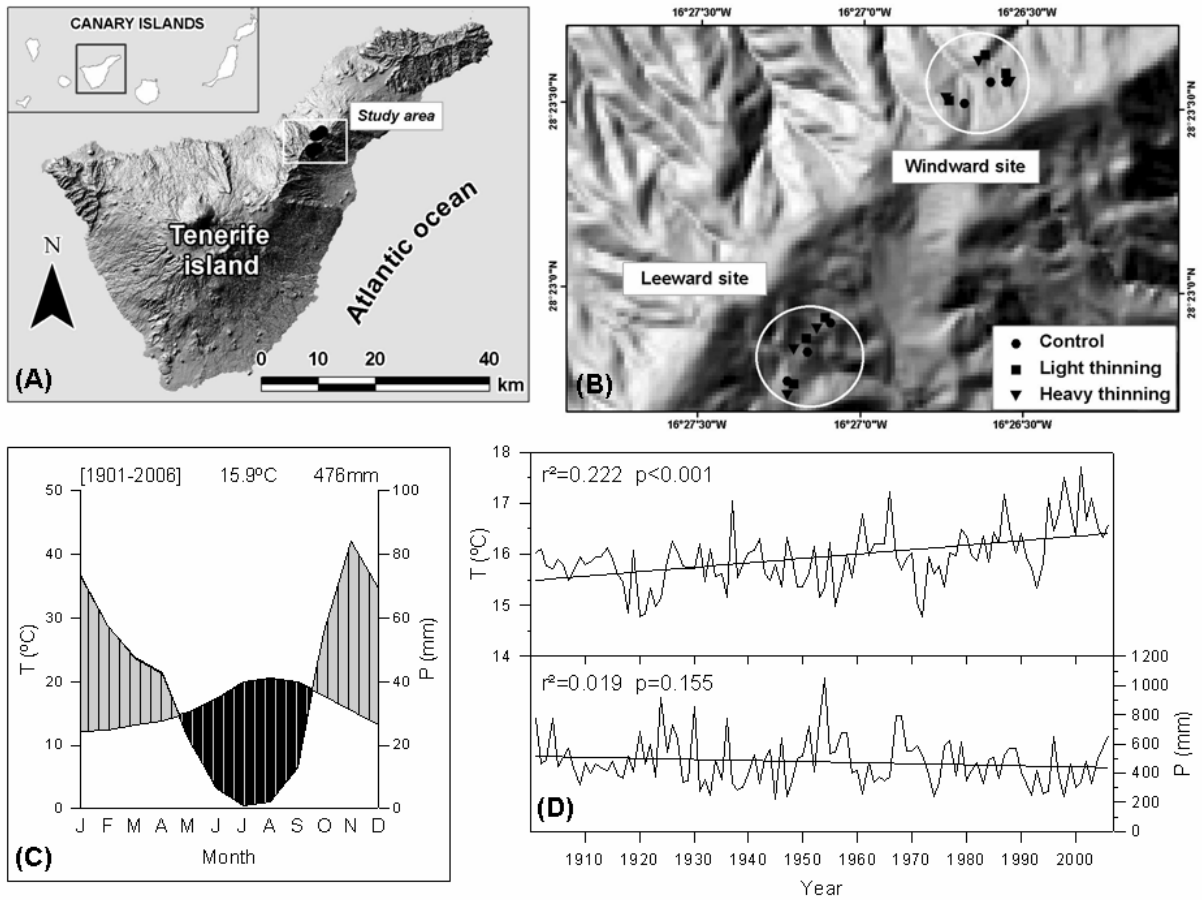 CANARY ISLANDS
Study area
N
Tenerife
island
Atlantic ocean
0 10 20 40
km
(A)
16°27'30"W 16°27'0"W 16°26'30"W
28°23'30"N 28°23'30"N
Windward site
Leeward site
28°23'0"N 28°23'0"N
Control
Light thinning
Heavy thinning
(B)
16°27'30"W 16°27'0"W 16°26'30"W
[1901-2006] 15.9ºC 476mm
50 100
40 80
30 60
T (ºC) P (mm)
20 40
10 20
0 0
J F M A M J J A S O N D
Month
(C)
18
r²=0.222 p<0.001
17
T (ºC)
16
15
14
1200
r²=0.019 p=0.155
1000
800
P (mm)
600
400
200
0
(D)
1910 1920 1930 1940 1950 1960 1970 1980 1990 2000
Year